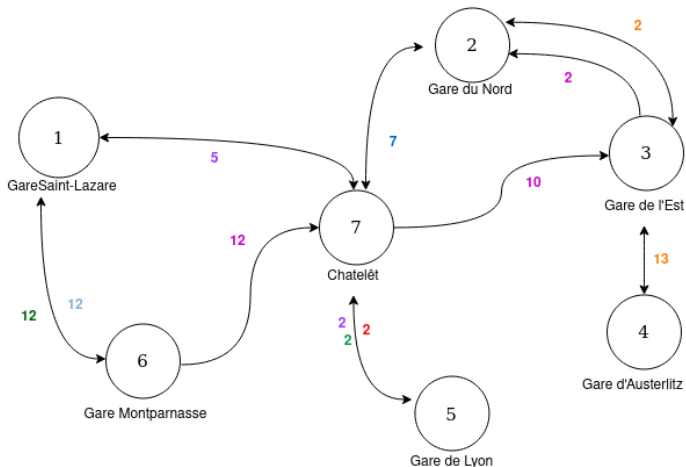 2
2
Gare du Nord
2
1
7
3
5
GareSaint-Lazare
10
Gare de l'Est
7
12
Chatelêt
13
12
12
2
2
2
4
6
Gare d'Austerlitz
Gare Montparnasse
5
Gare de Lyon